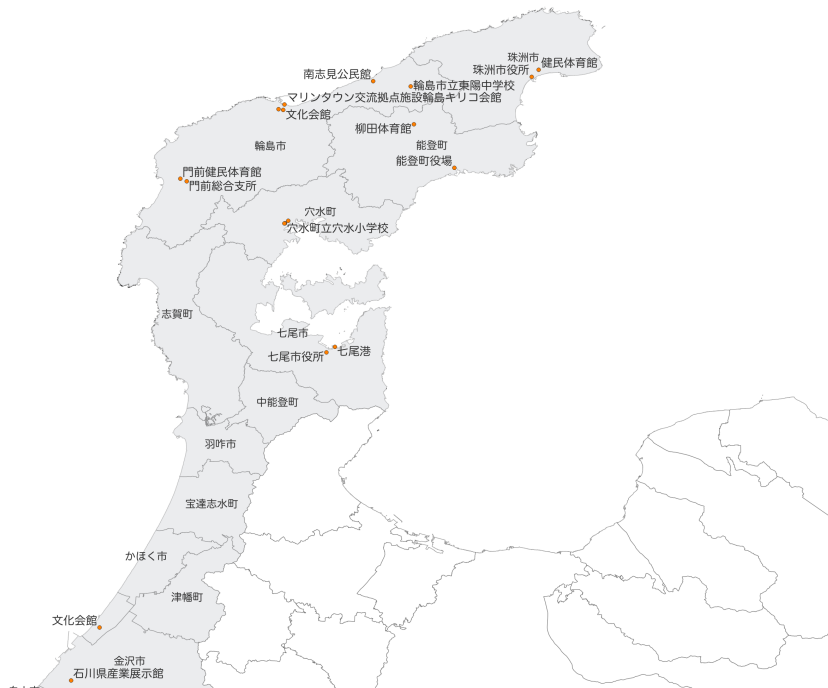 珠洲市
健民体育館
珠洲市役所
南志見公民館
輪島市立東陽中学校
マリンタウン交流拠点施設輪島キリコ会館
文化会館
柳田体育館
輪島市
能登町
能登町役場
門前健民体育館
門前総合支所
穴水町
穴水町立穴水小学校
志賀町
七尾市
七尾市役所
七尾港
中能登町
羽咋市
宝達志水町
かほく市
津幡町
文化会館
金沢市
石川県産業展示館